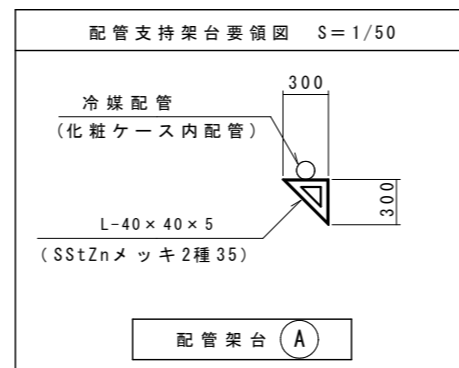 配管支持架台要領図 S=1/50
300
冷媒配管
(化粧ケース内配管)
300
L-40×40×5
(SStZnメッキ2種35)
配管架台 A